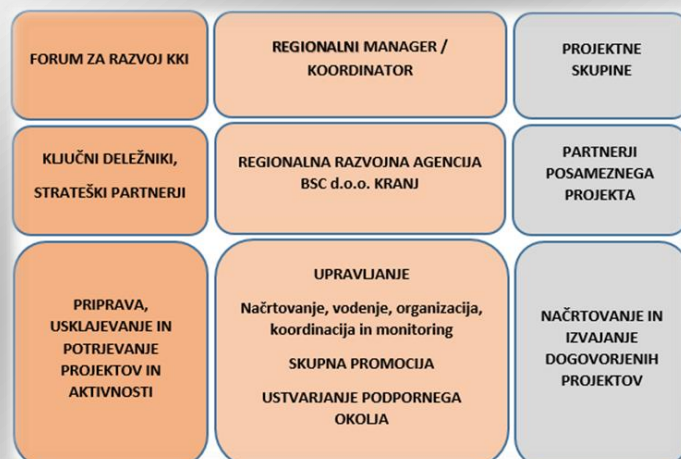 FORUM ZA RAZVOJ KKI
REGIONALNI MANAGER /
KOORDINATOR
PROJEKTNE
SKUPINE
KLJUČNI DELEŽNIKI,
STRATEŠKI PARTNERJI
REGIONALNA RAZVOJNA AGENCIJA
BSC d.o.o. KRANJ
PARTNERJI
POSAMEZNEGA
PROJEKTA
PRIPRAVA,
USKLAJEVANJE IN
POTRJEVANJE
PROJEKTOV IN
AKTIVNOSTI
UPRAVLJANJE
Načrtovanje, vodenje, organizacija,
koordinacija in monitoring
SKUPNA PROMOCIJA
USTVARJANJE PODPORNEGA
OKOLJA
NAČRTOVANJE IN
IZVAJANJE
DOGOVORJENIH
PROJEKTOV